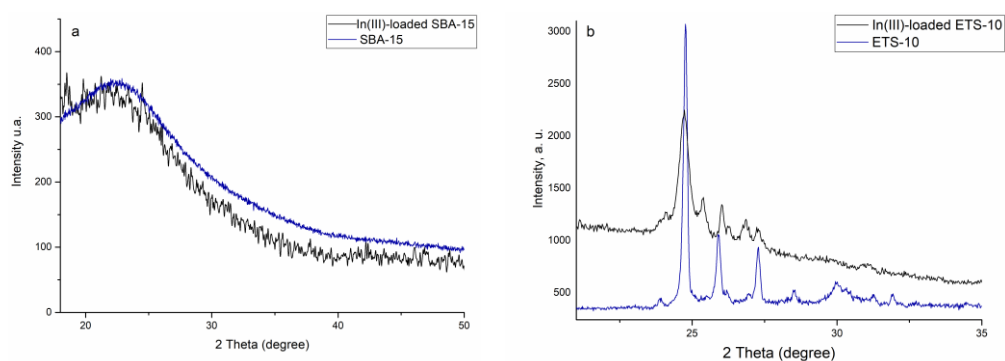 a
In(III)-loaded SBA-15
SBA-15
400
300
200
100
0
Intensity u.a.
20
30
40
50
2 Theta (degree)
b
In(III)-loaded ETS-10
ETS-10
3000
2500
2000
1500
1000
500
Intensity, a. u.
25
30
35
2 Theta (degree)